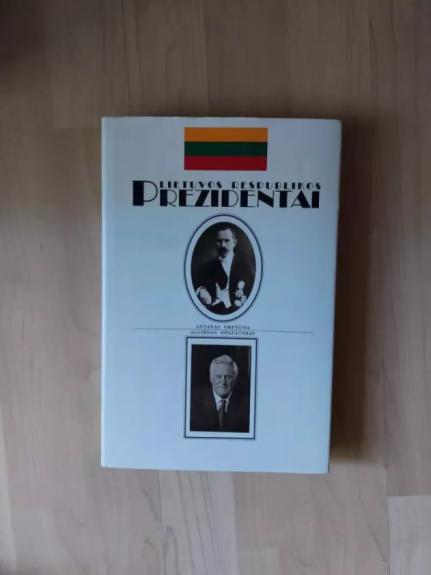 LIETUVOS RESPUBLIKOS
PREZIDENTAI
ANTANAS SMETONA
ALGIRDAS BRAZAUSKAS